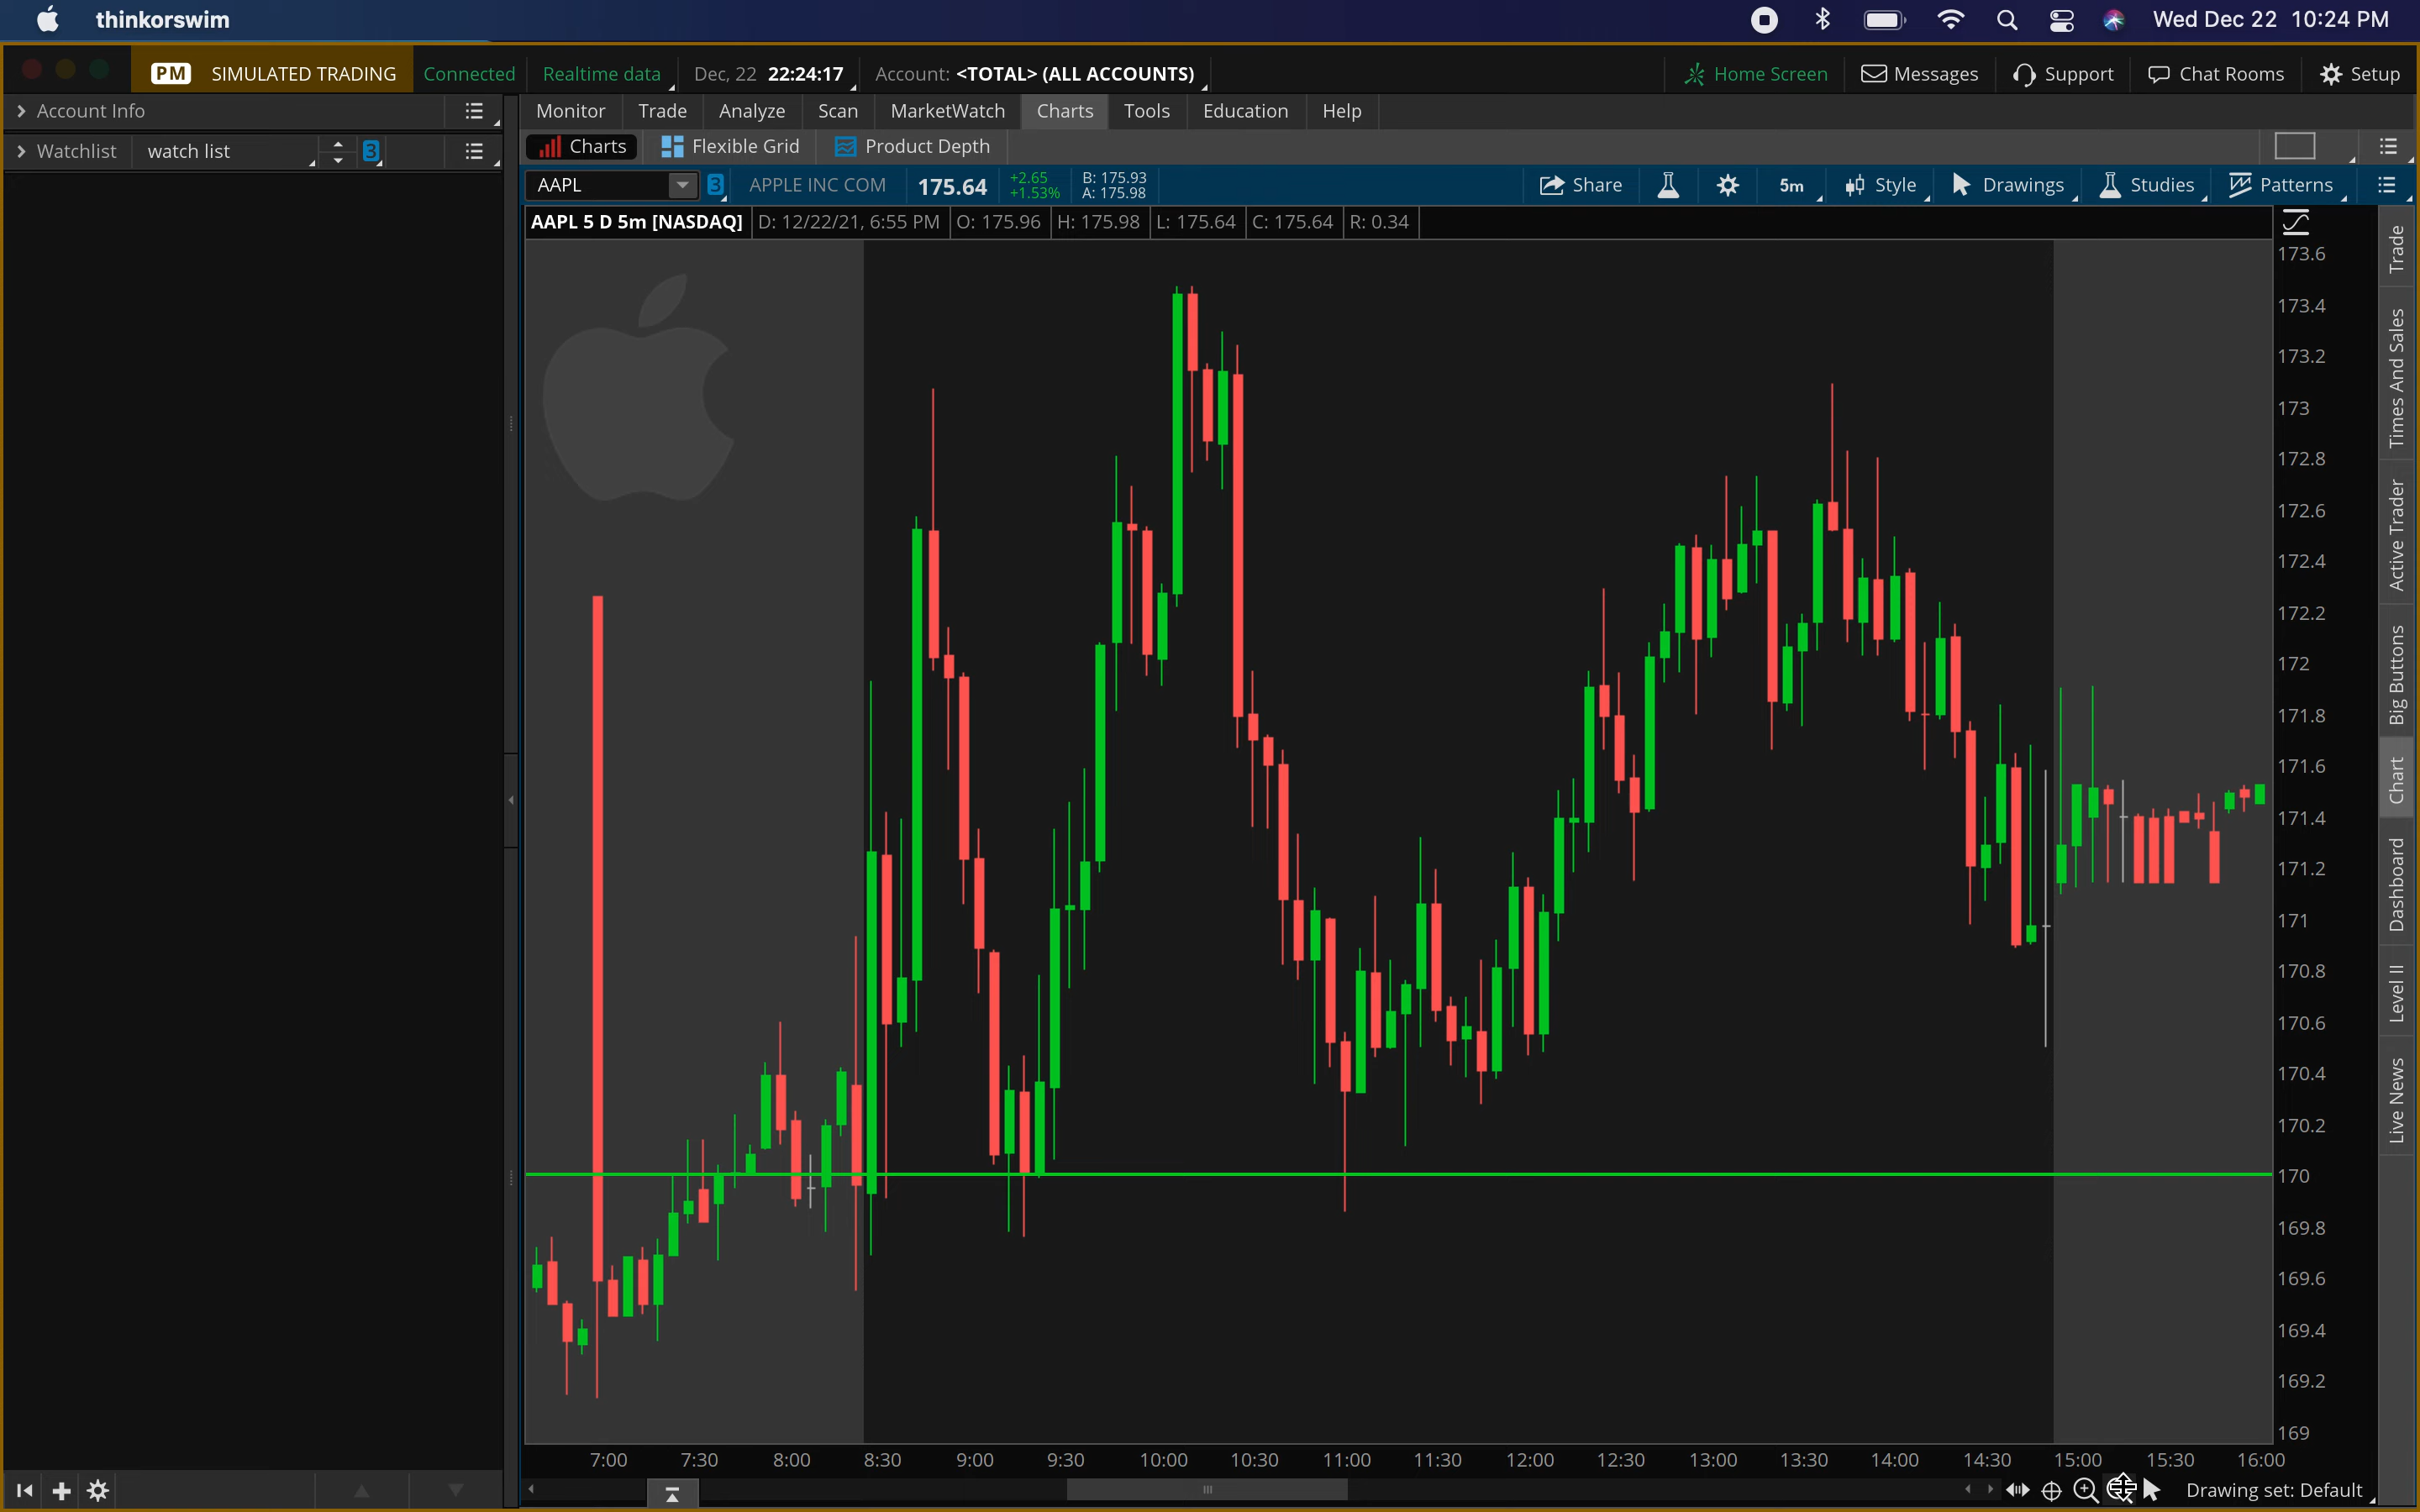 thinkorswim
Wed Dec 22 10:24 PM
PM SIMULATED TRADING Connected Realtime data Dec, 22 22:24:17 Account: <TOTAL> (ALL ACCOUNTS)
Home Screen Messages Support Chat Rooms Setup
Account Info
Monitor Trade Analyze Scan MarketWatch Charts Tools Education Help
Watchlist watch list 3
Charts Flexible Grid Product Depth
AAPL 3 APPLE INC COM 175.64 +2.65 +1.53% B: 175.93 A: 175.98
Share 5m Style Drawings Studies Patterns
AAPL 5 D 5m [NASDAQ] D: 12/22/21, 6:55 PM O: 175.96 H: 175.98 L: 175.64 C: 175.64 R: 0.34
173.6
173.4
173.2
173
172.8
172.6
172.4
172.2
172
171.8
171.6
171.4
171.2
171
170.8
170.6
170.4
170.2
170
169.8
169.6
169.4
169.2
169
Trade
Times And Sales
Active Trader
Big Buttons
Chart
Dashboard
Level II
Live News
7:00 7:30 8:00 8:30 9:00 9:30 10:00 10:30 11:00 11:30 12:00 12:30 13:00 13:30 14:00 14:30 15:00 15:30 16:00
Drawing set: Default